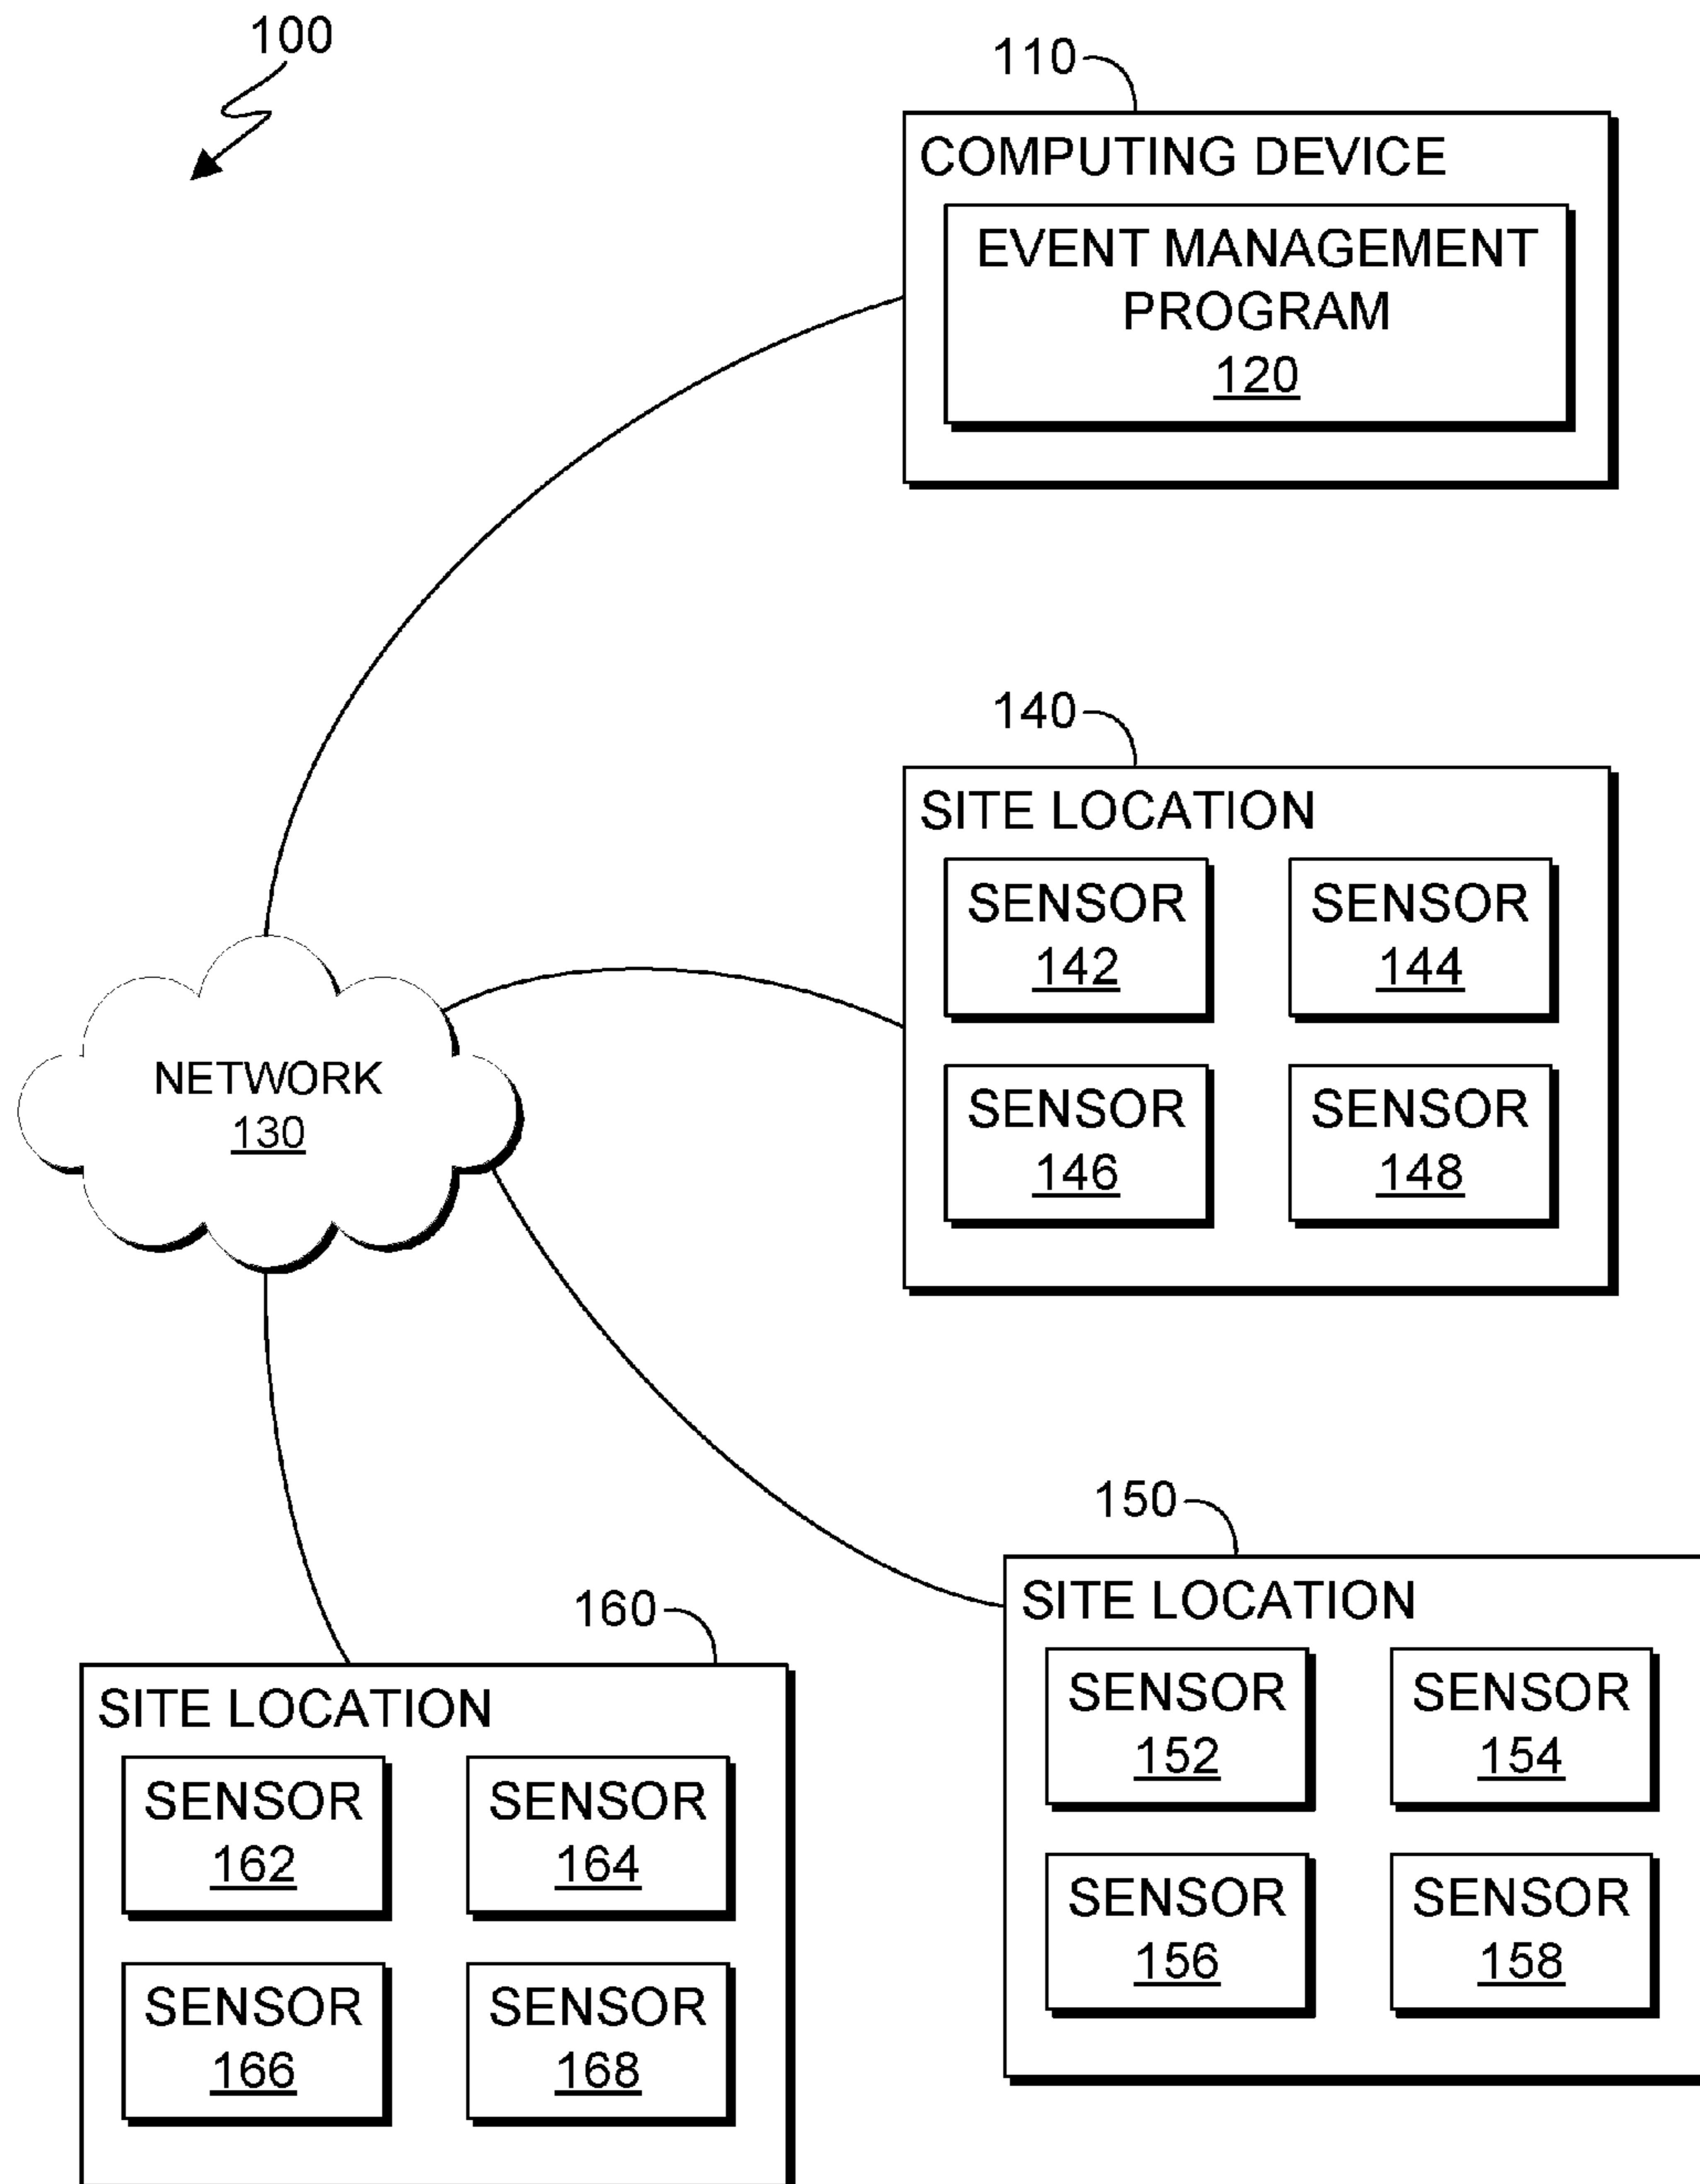 100
110
COMPUTING DEVICE
EVENT MANAGEMENT
PROGRAM
120
140
SITE LOCATION
SENSOR
142
SENSOR
144
SENSOR
146
SENSOR
148
NETWORK
130
150
SITE LOCATION
SENSOR
152
SENSOR
154
SENSOR
156
SENSOR
158
160
SITE LOCATION
SENSOR
162
SENSOR
164
SENSOR
166
SENSOR
168